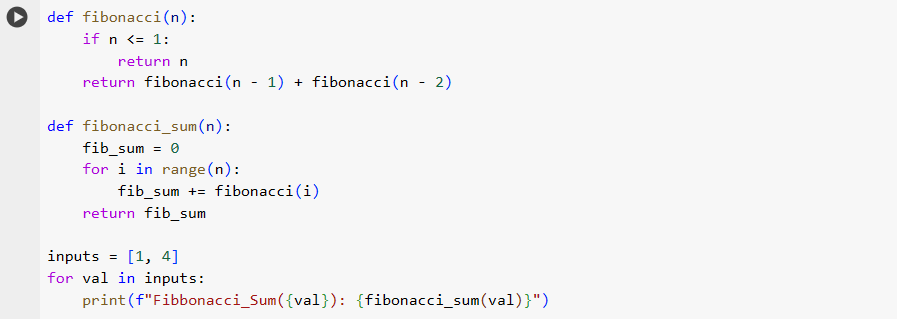 def fibonacci(n):
    if n <= 1:
        return n
    return fibonacci(n - 1) + fibonacci(n - 2)

def fibonacci_sum(n):
    fib_sum = 0
    for i in range(n):
        fib_sum += fibonacci(i)
    return fib_sum

inputs = [1, 4]
for val in inputs:
    print(f"Fibbonacci_Sum({val}): {fibonacci_sum(val)}")